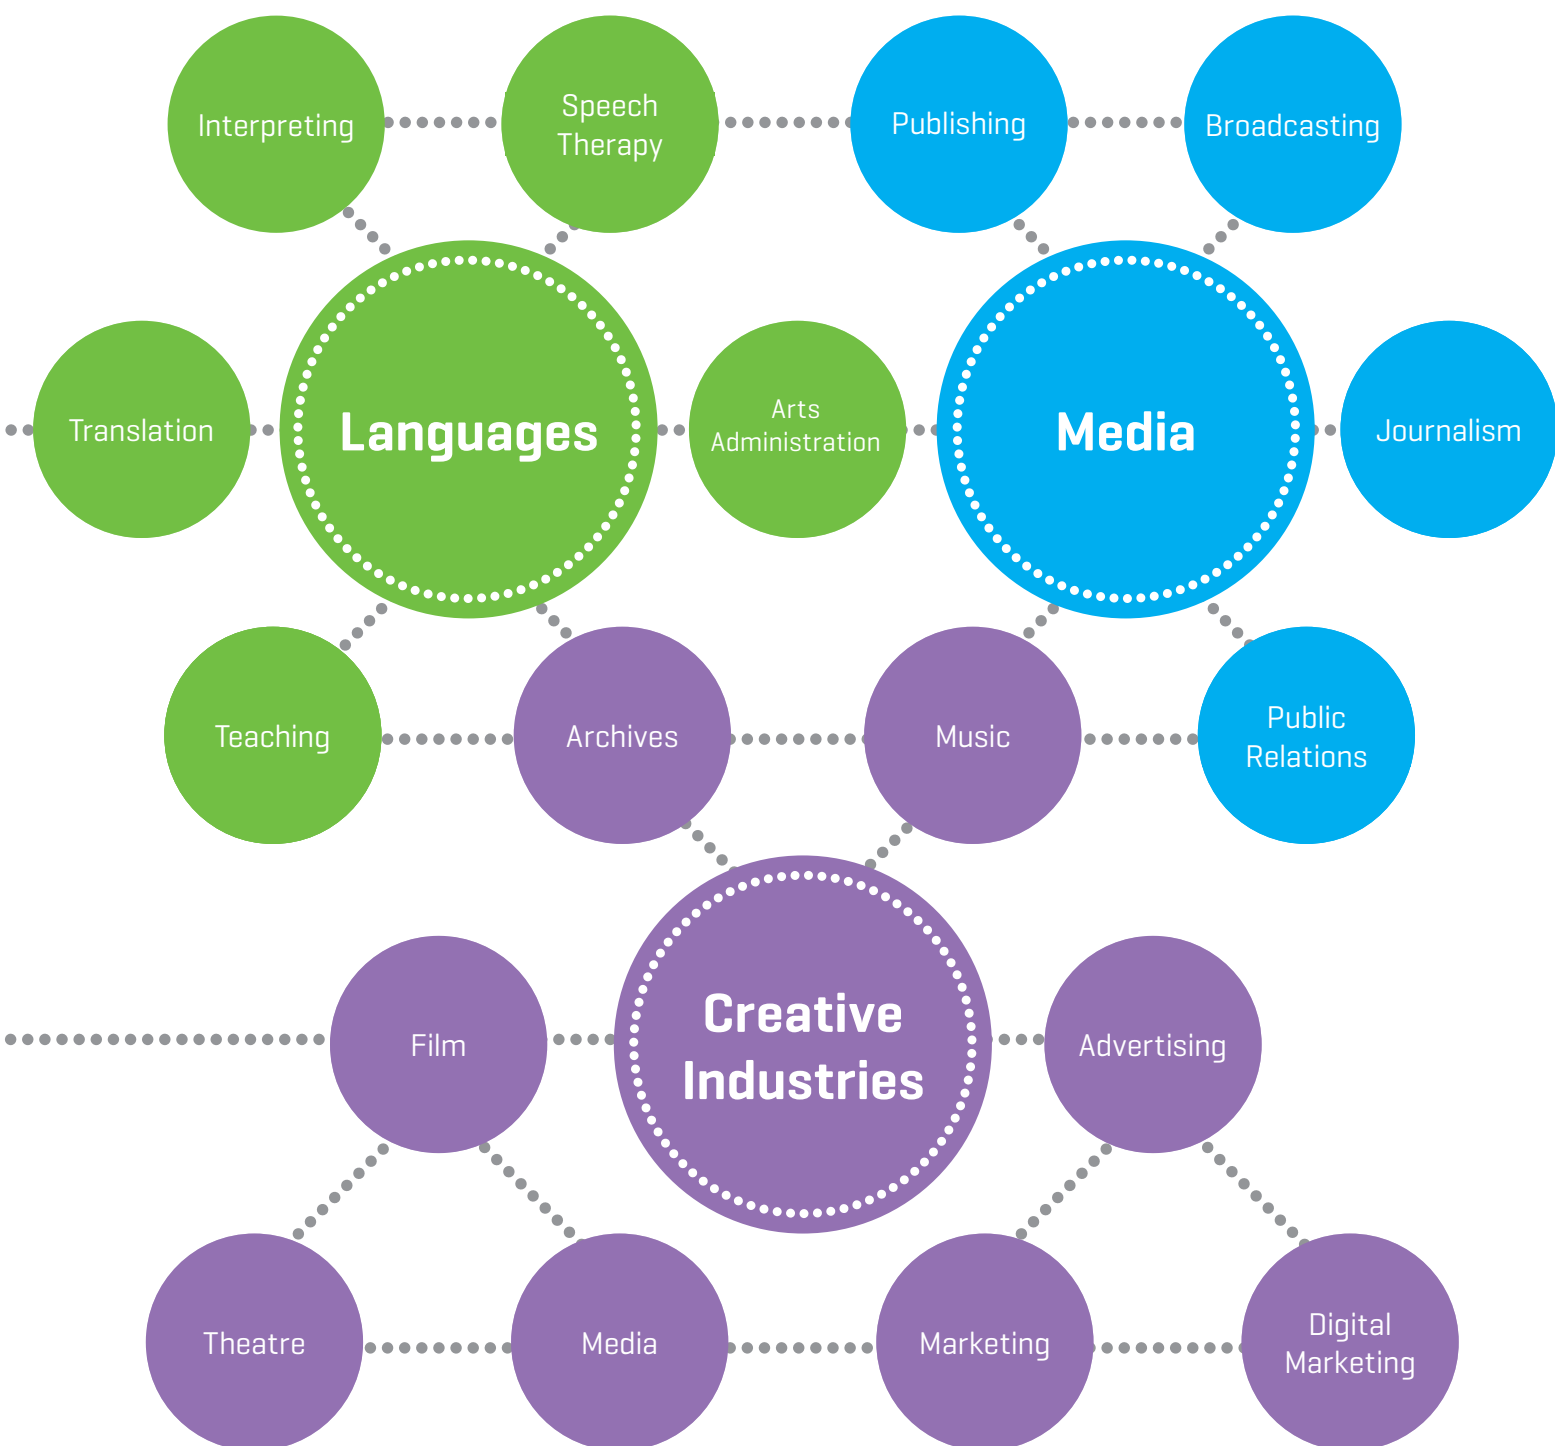 Interpreting
Speech
Therapy
Publishing
Broadcasting
Translation
Languages
Arts
Administration
Media
Journalism
Teaching
Archives
Music
Public
Relations
Film
Creative
Industries
Advertising
Theatre
Media
Marketing
Digital
Marketing